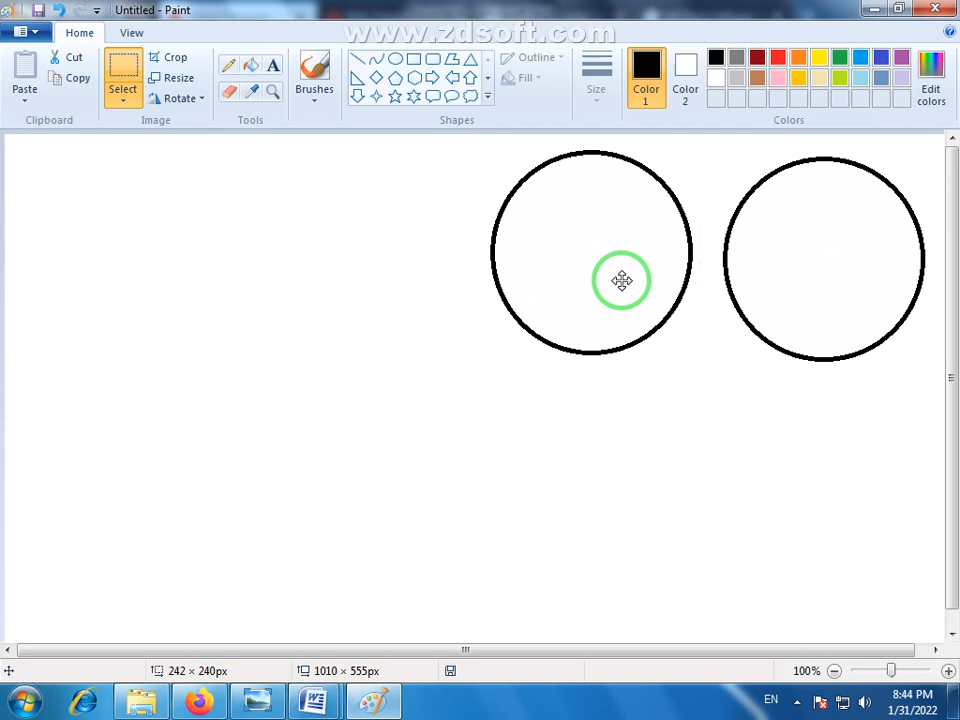 Untitled - Paint
www.zdsoft.com
Home
View
Paste
Cut
Copy
Clipboard
Select
Crop
Resize
Rotate
Image
Tools
Brushes
Shapes
Outline
Fill
Size
Color
1
Color
2
Edit
colors
Colors
242 × 240px
1010 × 555px
100%
EN
8:44 PM
1/31/2022